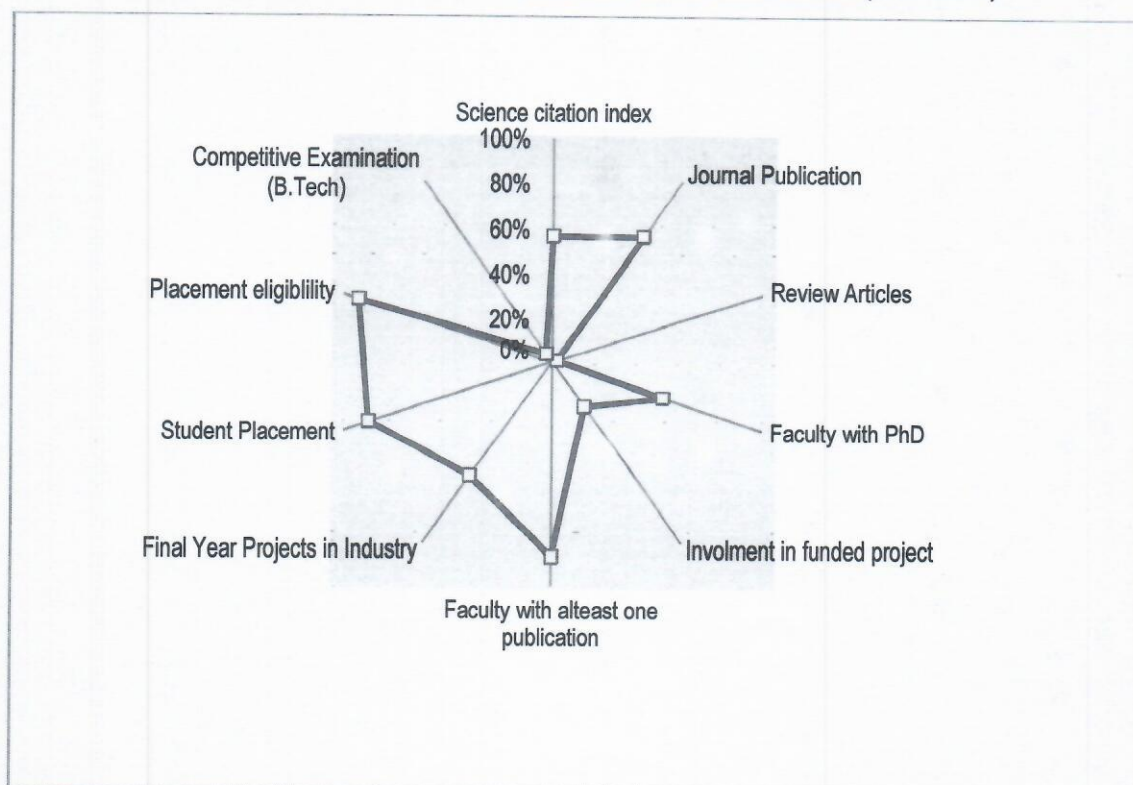 Science citation index
100%
80%
60%
40%
20%
0%
Journal Publication
Review Articles
Faculty with PhD
Involment in funded project
Faculty with alteast one
publication
Final Year Projects in Industry
Student Placement
Placement eligiblility
Competitive Examination
(B.Tech)